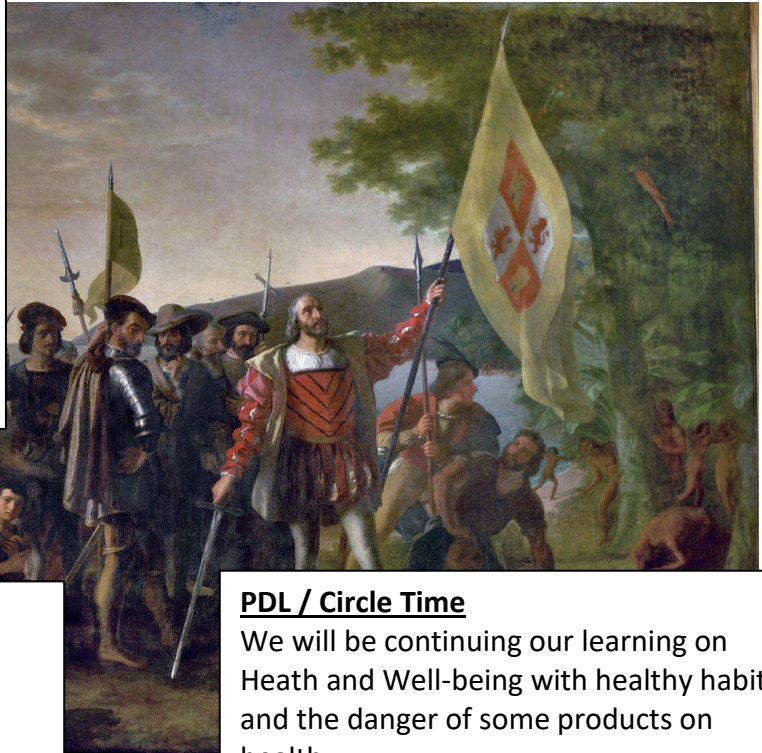 PDL / Circle Time
We will be continuing our learning on
Heath and Well-being with healthy habit
and the danger of some products on